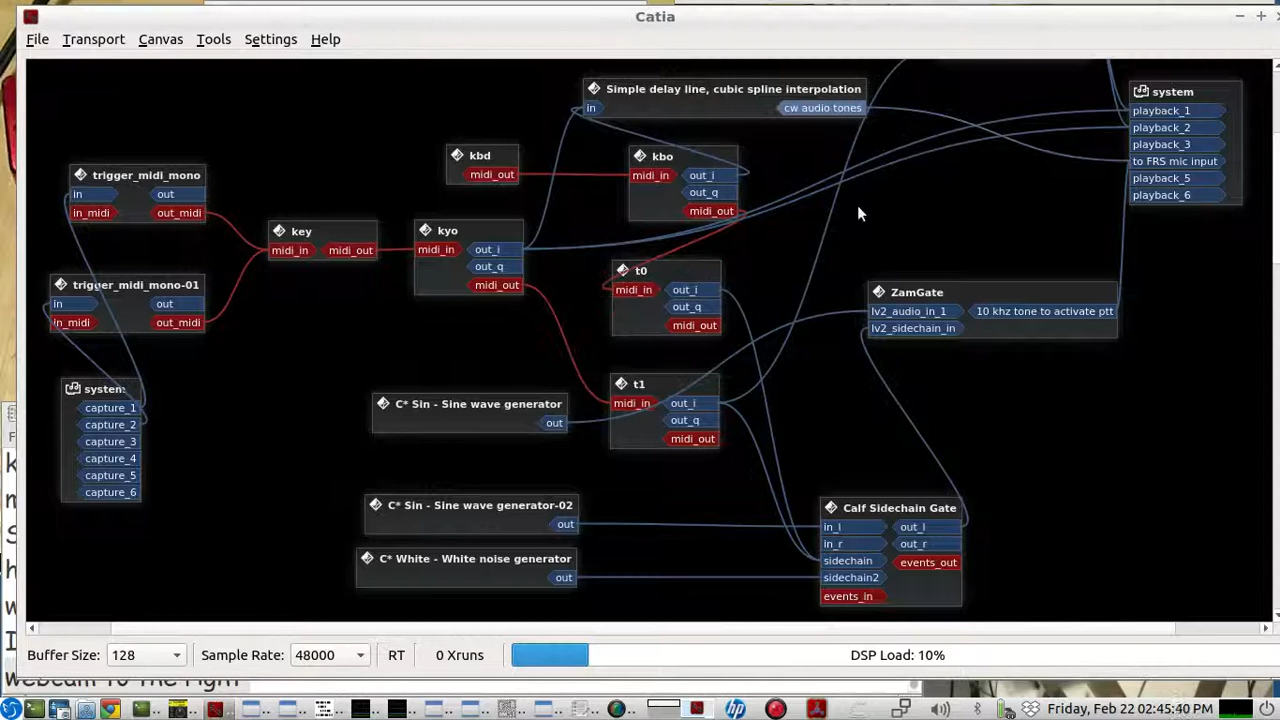 Catia
File Transport Canvas Tools Settings Help
Simple delay line, cubic spline interpolation
in cw audio tones
system
playback_1
playback_2
playback_3
to FRS mic input
playback_5
playback_6
kbd
midi_out
kbo
midi_in out_i
out_q
midi_out
trigger_midi_mono
in out
in_midi out_midi
key
midi_in midi_out
kyo
midi_in out_i
out_q
midi_out
t0
midi_in out_i
out_q
midi_out
trigger_midi_mono-01
in out
in_midi out_midi
ZamGate
lv2_audio_in_1 10 khz tone to activate ptt
lv2_sidechain_in
system
capture_1
capture_2
capture_3
capture_4
capture_5
capture_6
t1
midi_in out_i
out_q
midi_out
C* Sin - Sine wave generator
out
C* Sin - Sine wave generator-02
out
C* White - White noise generator
out
Calf Sidechain Gate
in_l out_l
in_r out_r
sidechain events_out
sidechain2
events_in
Buffer Size: 128 Sample Rate: 48000 RT 0 Xruns DSP Load: 10%
Friday, Feb 22 02:45:40 PM